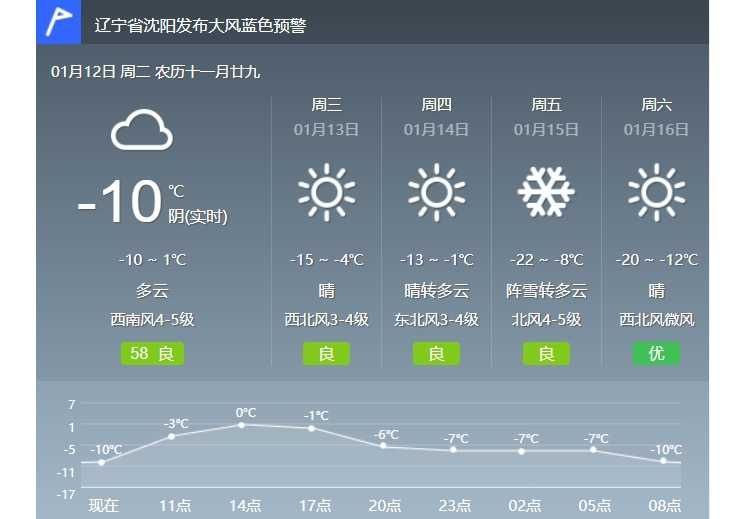 辽宁省沈阳发布大风蓝色预警
01月12日 周二 农历十一月廿九
-10 ℃
阴(实时)
-10 ~ 1℃
多云
西南风4-5级
58 良
周三
01月13日
-15 ~ -4℃
晴
西北风3-4级
良
周四
01月14日
-13 ~ -1℃
晴转多云
东北风3-4级
良
周五
01月15日
-22 ~ -8℃
阵雪转多云
北风4-5级
良
周六
01月16日
-20 ~ -12℃
晴
西北风微风
优
7
1
-5
-11
-17
-10℃
-3℃
0℃
-1℃
-6℃
-7℃
-7℃
-7℃
-10℃
现在 11点 14点 17点 20点 23点 02点 05点 08点